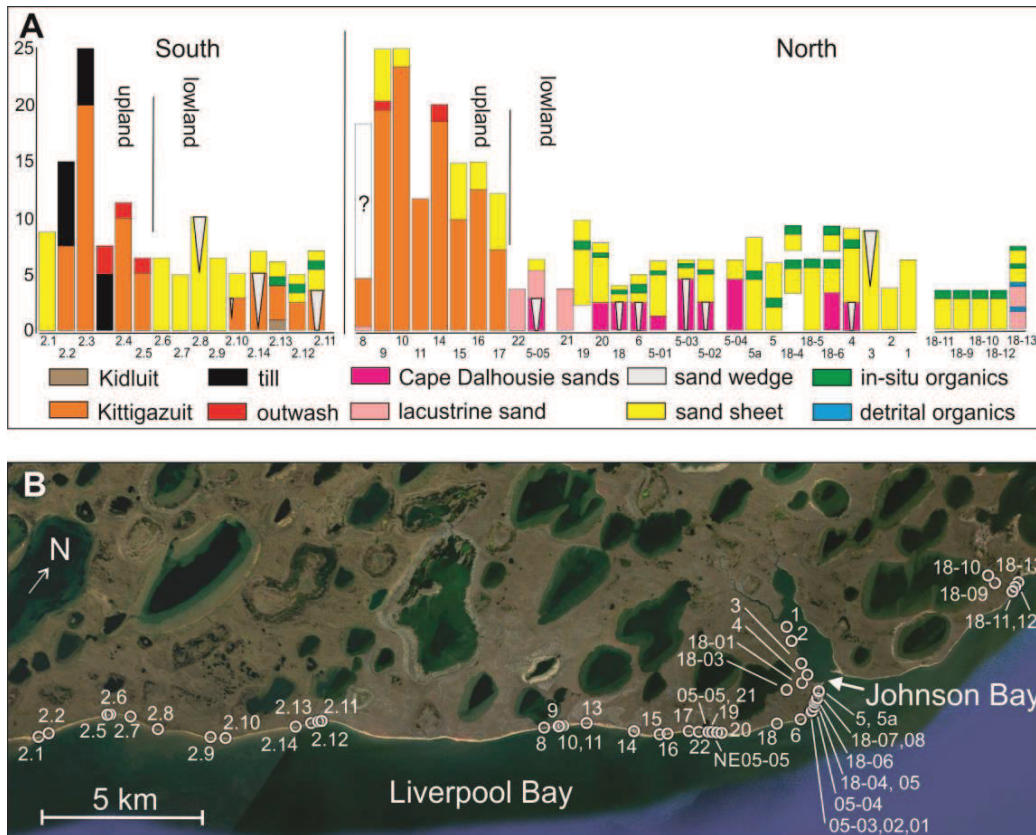 A
South
North
25
20
15
10
5
0
upland
lowland
?
upland
lowland
2.1 2.3 2.4 2.6 2.8 2.10 2.13 2.11
2.2 2.5 2.7 2.9 2.14 2.12
8 10 14 16 22 21 20 6 5-03 5-04 5 18-5 4 2 18-11 18-10 18-13
9 11 15 17 5-05 19 18 5-01 5-02 5a 18-4 18-6 3 1 18-9 18-12
Kidluit
till
Cape Dalhousie sands
sand wedge
in-situ organics
Kittigazuit
outwash
lacustrine sand
sand sheet
detrital organics
B
N
18-10
18-13
18-09
18-11,12
3
4
1
2
18-01
18-03
Johnson Bay
05-05, 21
2.6
2.2
2.1
2.5
2.7
2.8
2.9
2.10
2.13
2.11
2.14
2.12
9
8
10,11
13
14
15
16
17
19
22
20
NE05-05
18
6
5, 5a
18-07,08
18-06
18-04, 05
05-04
05-03,02,01
5 km
Liverpool Bay